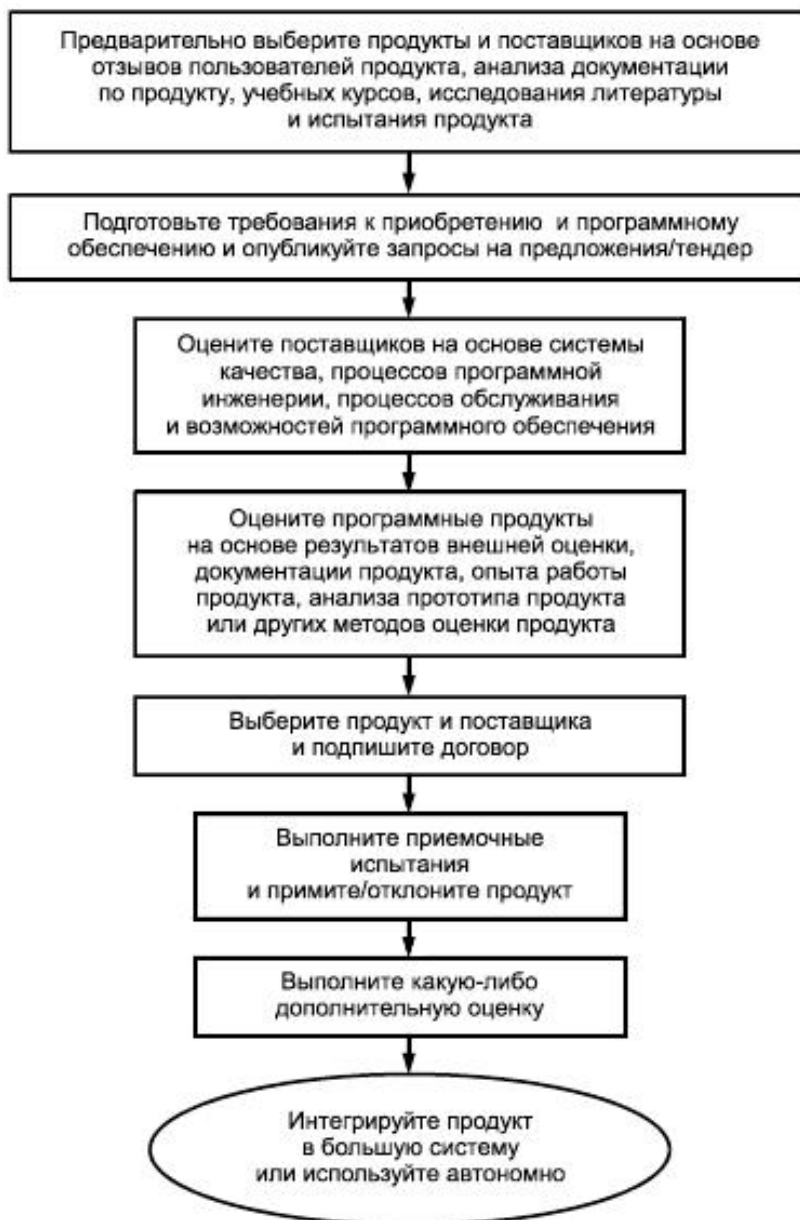 Предварительно выберите продукты и поставщиков на основе
отзывов пользователей продукта, анализа документации
по продукту, учебных курсов, исследования литературы
и испытания продукта
Подготовьте требования к приобретению и программному
обеспечению и опубликуйте запросы на предложения/тендер
Оцените поставщиков на основе системы
качества, процессов программной
инженерии, процессов обслуживания
и возможностей программного обеспечения
Оцените программные продукты
на основе результатов внешней оценки,
документации продукта, опыта работы
продукта, анализа прототипа продукта
или других методов оценки продукта
Выберите продукт и поставщика
и подпишите договор
Выполните приемочные
испытания
и примите/отклоните продукт
Выполните какую-либо
дополнительную оценку
Интегрируйте продукт
в большую систему
или используйте автономно